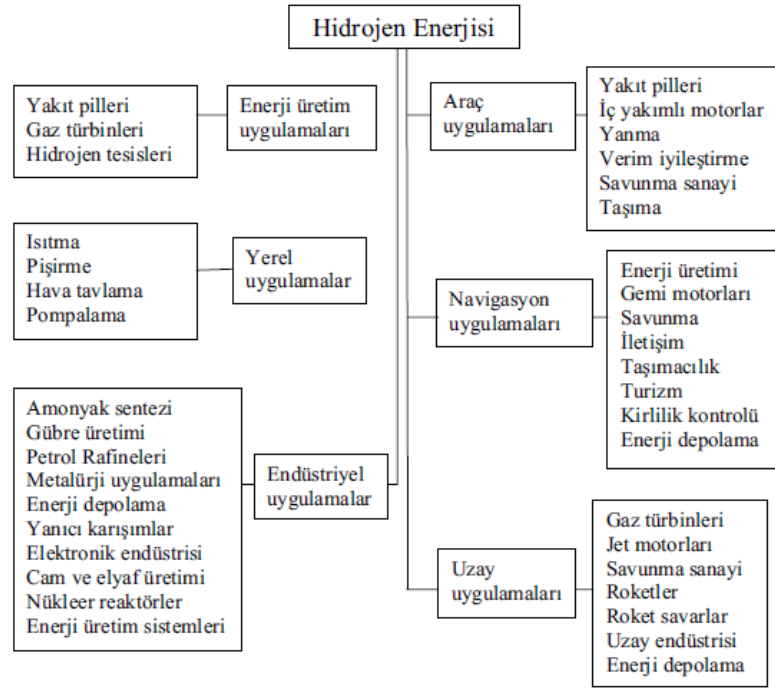 Hidrojen Enerjisi
Yakıt pilleri
Gaz türbinleri
Hidrojen tesisleri
Enerji üretim
uygulamaları
Araç
uygulamaları
Yakıt pilleri
İç yakımlı motorlar
Yanma
Verim iyileştirme
Savunma sanayi
Taşıma
Isıtma
Pişirme
Hava tavlama
Pompalama
Yerel
uygulamalar
Navigasyon
uygulamaları
Enerji üretimi
Gemi motorları
Savunma
İletişim
Taşımacılık
Turizm
Kirlilik kontrolü
Enerji depolama
Amonyak sentezi
Gübre üretimi
Petrol Rafineleri
Metalürji uygulamaları
Enerji depolama
Yanıcı karışımlar
Elektronik endüstrisi
Cam ve elyaf üretimi
Nükleer reaktörler
Enerji üretim sistemleri
Endüstriyel
uygulamalar
Uzay
uygulamaları
Gaz türbinleri
Jet motorları
Savunma sanayi
Roketler
Roket savarlar
Uzay endüstrisi
Enerji depolama